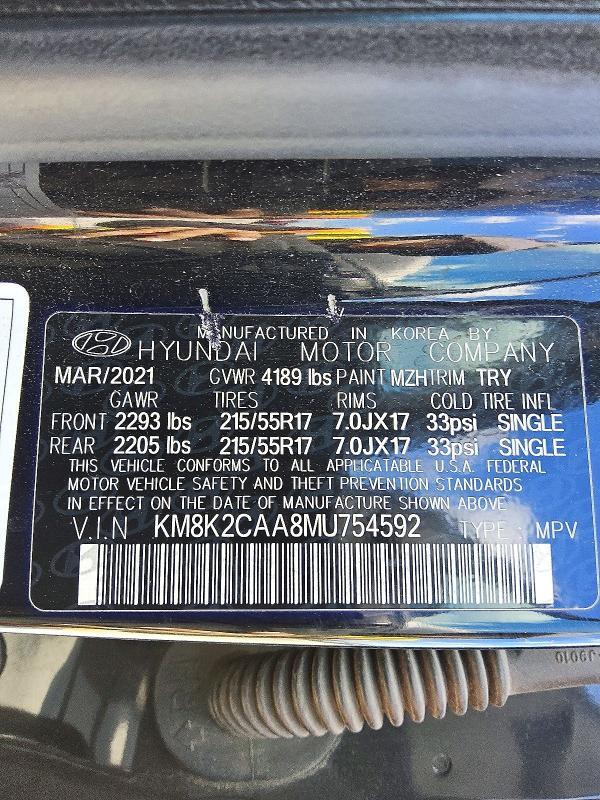 MANUFACTURED IN KOREA BY
HYUNDAI MOTOR COMPANY
MAR/2021 GVWR 4189 lbs PAINT MZH TRIM TRY
GAWR TIRES RIMS COLD TIRE INFL
FRONT 2293 lbs 215/55R17 7.0JX17 33psi SINGLE
REAR 2205 lbs 215/55R17 7.0JX17 33psi SINGLE
THIS VEHICLE CONFORMS TO ALL APPLICABLE U.S.A. FEDERAL
MOTOR VEHICLE SAFETY AND THEFT PREVENTION STANDARDS
IN EFFECT ON THE DATE OF MANUFACTURE SHOWN ABOVE
V.I.N KM8K2CAA8MU754592 TYPE : MPV
-J9010